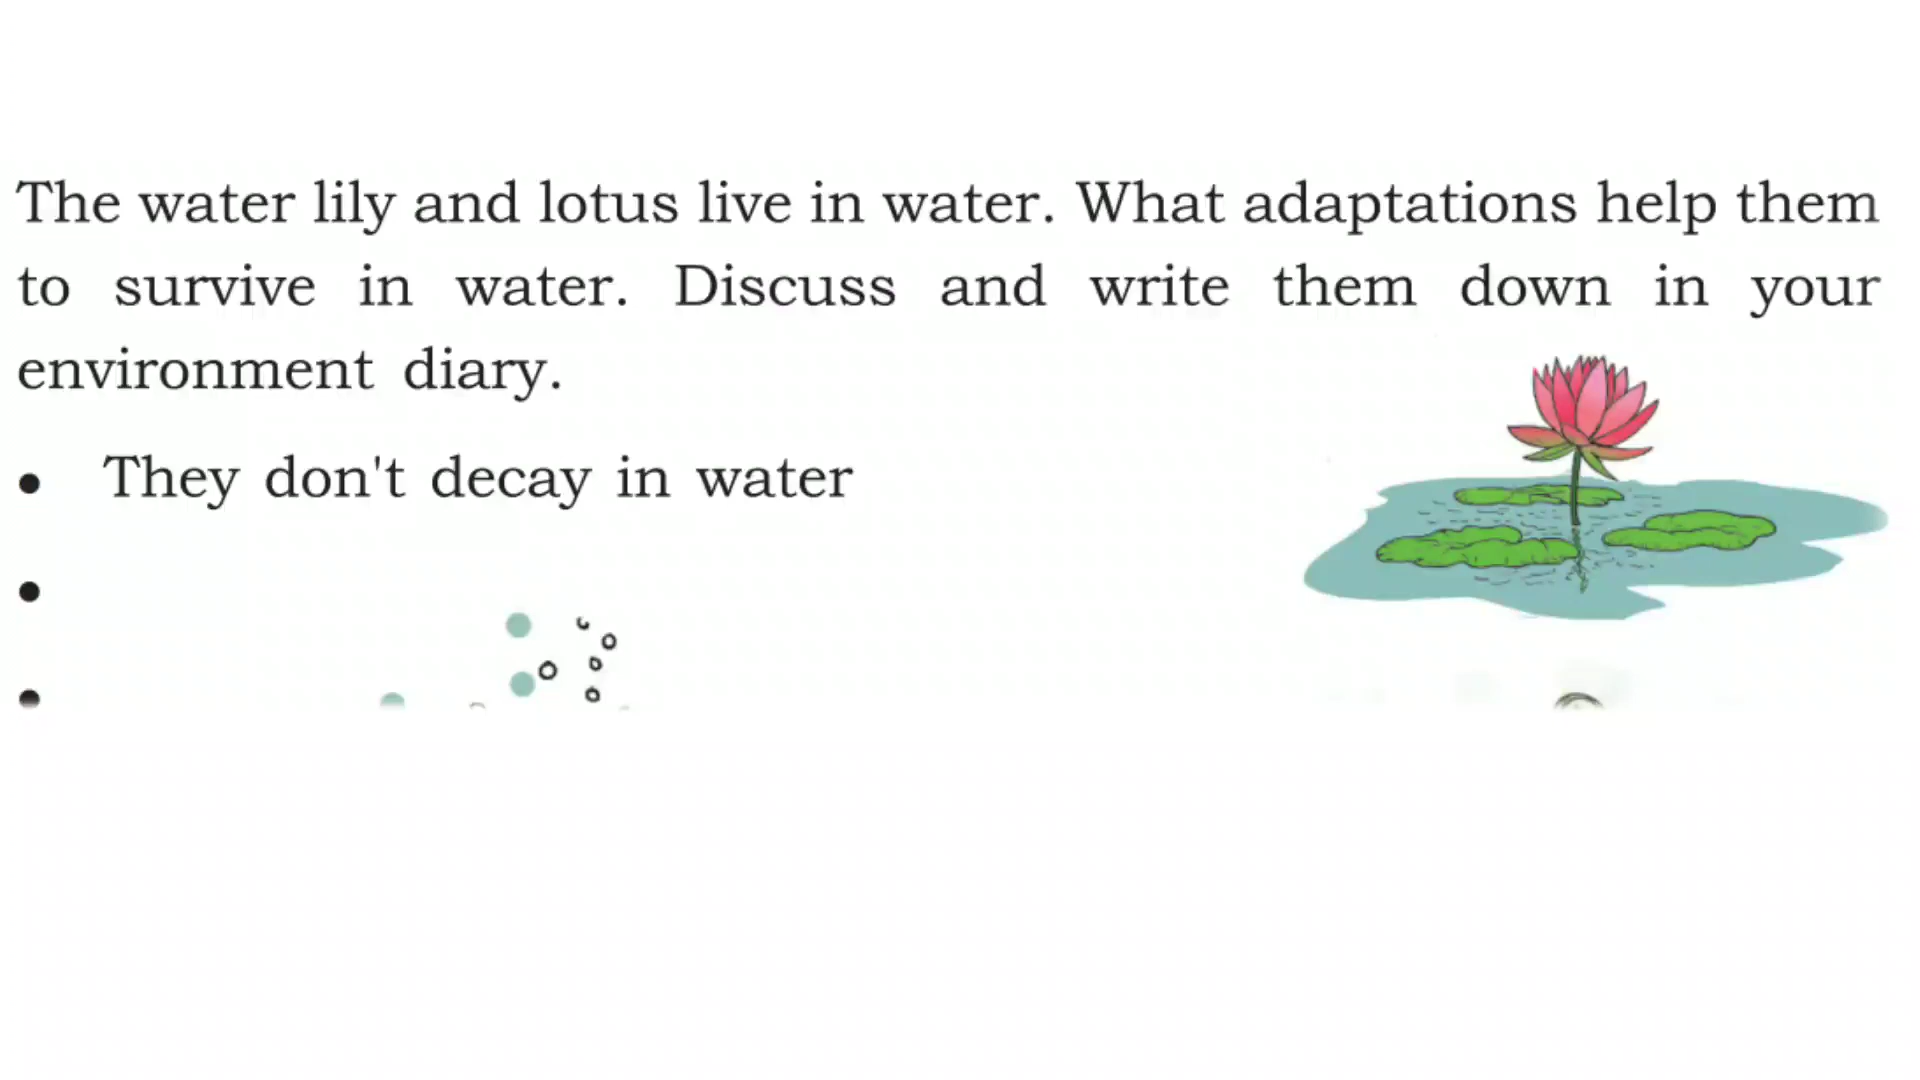 The water lily and lotus live in water. What adaptations help them
to survive in water. Discuss and write them down in your
environment diary.
• They don't decay in water
•
•